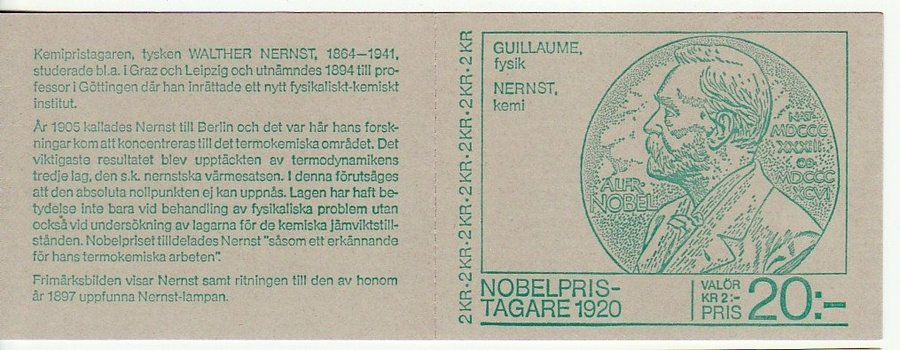 Kemipristagaren, tysken WALTHER NERNST, 1864—1941,
studerade bl.a. i Graz och Leipzig och utnämndes 1894 till pro-
fessor i Göttingen där han inrättade ett nytt fysikaliskt-kemiskt
institut.
År 1905 kallades Nernst till Berlin och det var här hans forsk-
ningar kom att koncentreras till det termokemiska området. Det
viktigaste resultatet blev upptäckten av termodynamikens
tredje lag, den s.k. nernstska värmesatsen. I denna förutsäges
att den absoluta nollpunkten ej kan uppnås. Lagen har haft be-
tydelse inte bara vid behandling av fysikaliska problem utan
också vid undersökning av lagarna för de kemiska jämviktstill-
stånden. Nobelpriset tilldelades Nernst "såsom ett erkännande
för hans termokemiska arbeten".
Frimärksbilden visar Nernst samt ritningen till den av honom
år 1897 uppfunna Nernst-lampan.
2 KR·2 KR·2 KR·2 KR·2 KR·2 KR·2 KR·2 KR
GUILLAUME,
fysik
NERNST,
kemi
ALFR·
NOBEL
NAT·
MDCCC
XXXIII
OB·
MDCCC
XCVI
NOBELPRIS-
TAGARE 1920
VALÖR
KR 2:-
PRIS
20:-